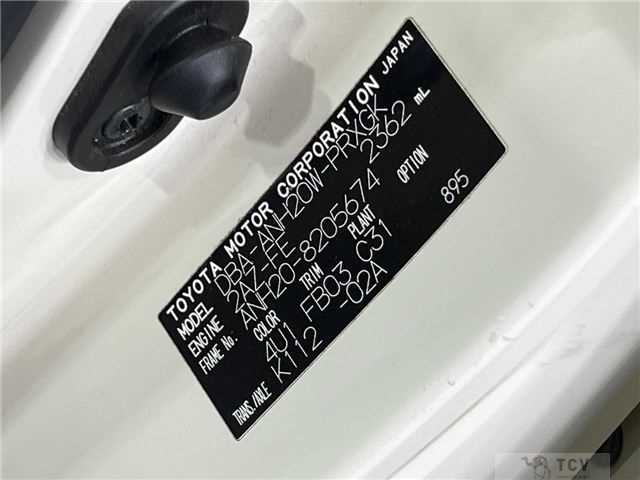 TOYOTA MOTOR CORPORATION JAPAN
MODEL DBA-ANH20W-PRXGK
ENGINE 2AZ-FE 2362 mL
FRAME No. ANH20-8205674
COLOR TRIM PLANT OPTION
4U1 FB03 C31 895
TRANS./AXLE K112 -02A
TCV